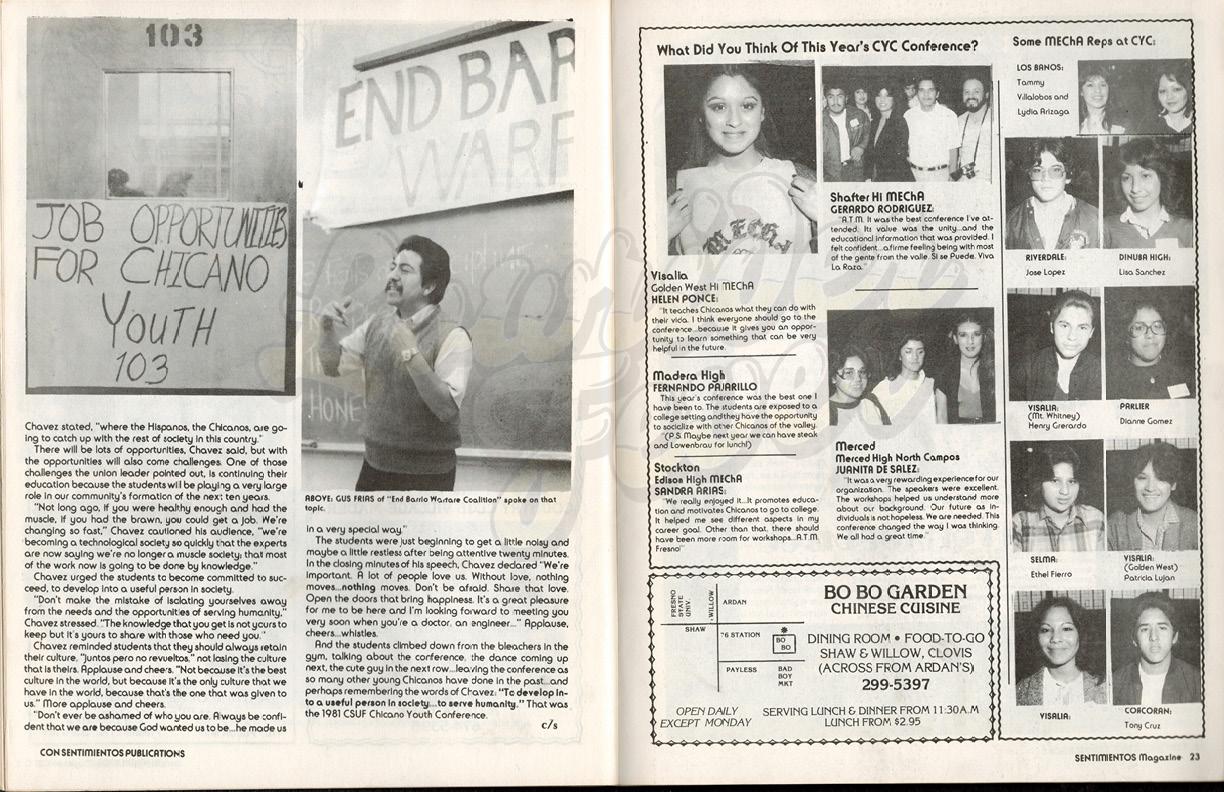 103
JOB OPPORTUNITIES
FOR CHICANO
YOUTH
103
END BAR
WARF
HONE
Chavez stated, "where the Hispanos, the Chicanos, are go-
ing to catch up with the rest of society in this country."
There will be lots of opportunities, Chavez said, but with
the opportunities will also come challenges. One of those
challenges the union leader pointed out, is continuing their
education because the students will be playing a very large
role in our community's formation of the next ten years.
"Not long ago, if you were healthy enough and had the
muscle, if you had the brawn, you could get a job. We're
changing so fast," Chavez cautioned his audience, "we're
becoming a technological society so quickly that the experts
are now saying we're no longer a muscle society; that most
of the work now is going to be done by knowledge."
Chavez urged the students to become committed to suc-
ceed, to develop into a useful person in society.
"Don't make the mistake of isolating yourselves away
from the needs and the opportunities of serving humanity,"
Chavez stressed. "The knowledge that you get is not yours to
keep but it's yours to share with those who need you."
Chavez reminded students that they should always retain
their culture, "Juntos pero no revueltos," not losing the culture
that is theirs. Applause and cheers. "Not because it's the best
culture in the world, but because it's the only culture that we
have in the world, because that's the one that was given to
us." More applause and cheers.
"Don't ever be ashamed of who you are. Always be confi-
dent that we are because God wanted us to be...he made us
ABOVE: GUS FRIAS of "End Barrio Warfare Coalition" spoke on that
topic.
in a very special way."
The students were just beginning to get a little noisy and
maybe a little restless after being attentive twenty minutes.
In the closing minutes of his speech, Chavez declared "We're
important. A lot of people love us. Without love, nothing
moves...nothing moves. Don't be afraid. Share that love.
Open the doors that bring happiness. It's a great pleasure
for me to be here and I'm looking forward to meeting you
very soon when you're a doctor, an engineer..." Applause,
cheers...whistles.
And the students climbed down from the bleachers in the
gym, talking about the conference, the dance coming up
next, the cute guy in the next row...leaving the conference as
so many other young Chicanos have done in the past...and
perhaps remembering the words of Chavez: "To develop in-
to a useful person in society...to serve humanity." That was
the 1981 CSUF Chicano Youth Conference.
c/s
CON SENTIMIENTOS PUBLICATIONS
What Did You Think Of This Year's CYC Conference?
MECHA
Visalia
Golden West Hi MEChA
HELEN PONCE:
"It teaches Chicanos what they can do with
their vida. I think everyone should go to the
conference...because it gives you an oppor-
tunity to learn something that can be very
helpful in the future.
Madera High
FERNANDO PAJARILLO
This year's conference was the best one I
have been to. The students are exposed to a
college setting and they have the opportunity
to socialize with other Chicanos of the valley.
"(P.S. Maybe next year we can have steak
and Lowenbrau for lunch!)
Stockton
Edison High MEChA
SANDRA ARIAS:
"We really enjoyed it...It promotes educa-
tion and motivates Chicanos to go to college.
It helped me see different aspects in my
career goal. Other than that, there should
have been more room for workshops...A.T.M.
Fresno!"
Shafter Hi MEChA
GERARDO RODRIGUEZ:
"A.T.M. It was the best conference I've at-
tended. Its value was the unity...and the
educational information that was provided. I
felt confident...a firme feeling being with most
of the gente from the valle. Si se Puede. Viva
La Raza."
Merced
Merced High North Campos
JUANITA DE SALEZ:
"It was a very rewarding experience for our
organization. The speakers were excellent.
The workshops helped us understand more
about our background. Our future as in-
dividuals is not hopeless. We are needed. This
conference changed the way I was thinking.
We all had a great time."
Some MEChA Reps at CYC:
LOS BANOS:
Tammy
Villalobos and
Lydia Arizaga
RIVERDALE:
Jose Lopez
DINUBA HIGH:
Lisa Sanchez
VISALIA:
(Mt. Whitney)
Henry Grerardo
PARLIER
Dianne Gomez
SELMA:
Ethel Fierro
VISALIA:
(Golden West)
Patricia Lujan
VISALIA:
CORCORAN:
Tony Cruz
FRESNO
STATE
UNIV.
WILLOW
ARDAN
SHAW
76 STATION
BO
BO
PAYLESS
BAD
BOY
MKT
OPEN DAILY
EXCEPT MONDAY
BO BO GARDEN
CHINESE CUISINE
DINING ROOM • FOOD-TO-GO
SHAW & WILLOW, CLOVIS
(ACROSS FROM ARDAN'S)
299-5397
SERVING LUNCH & DINNER FROM 11:30 A.M
LUNCH FROM $2.95
SENTIMIENTOS Magazine 23